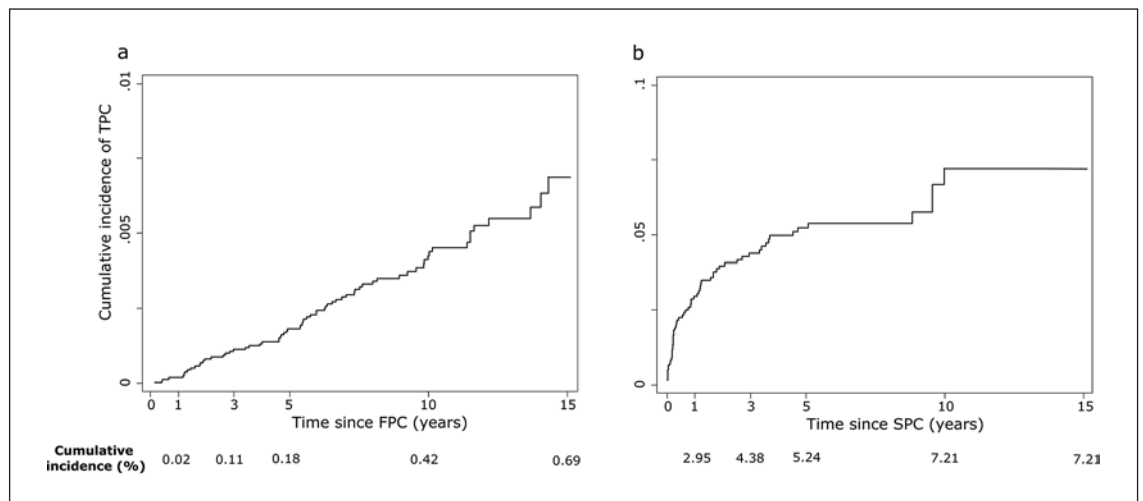 a
b
Cumulative incidence of TPC
.01
.005
0
0 1 3 5 10 15
Time since FPC (years)
.1
.05
0
0 1 3 5 10 15
Time since SPC (years)
Cumulative
incidence (%)
0.02 0.11 0.18 0.42 0.69
2.95 4.38 5.24 7.21 7.21